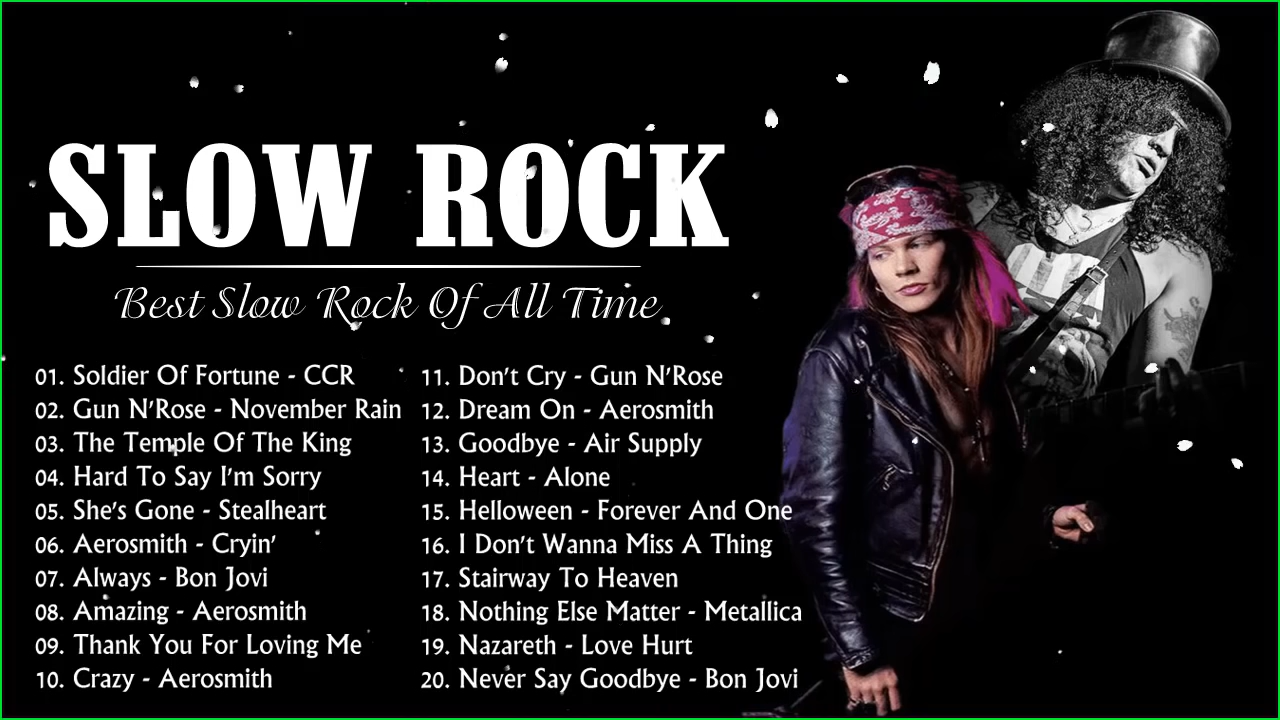 SLOW ROCK
Best Slow Rock Of All Time
01. Soldier Of Fortune - CCR
02. Gun N'Rose - November Rain
03. The Temple Of The King
04. Hard To Say I'm Sorry
05. She's Gone - Stealheart
06. Aerosmith - Cryin'
07. Always - Bon Jovi
08. Amazing - Aerosmith
09. Thank You For Loving Me
10. Crazy - Aerosmith
11. Don't Cry - Gun N'Rose
12. Dream On - Aerosmith
13. Goodbye - Air Supply
14. Heart - Alone
15. Helloween - Forever And One
16. I Don't Wanna Miss A Thing
17. Stairway To Heaven
18. Nothing Else Matter - Metallica
19. Nazareth - Love Hurt
20. Never Say Goodbye - Bon Jovi